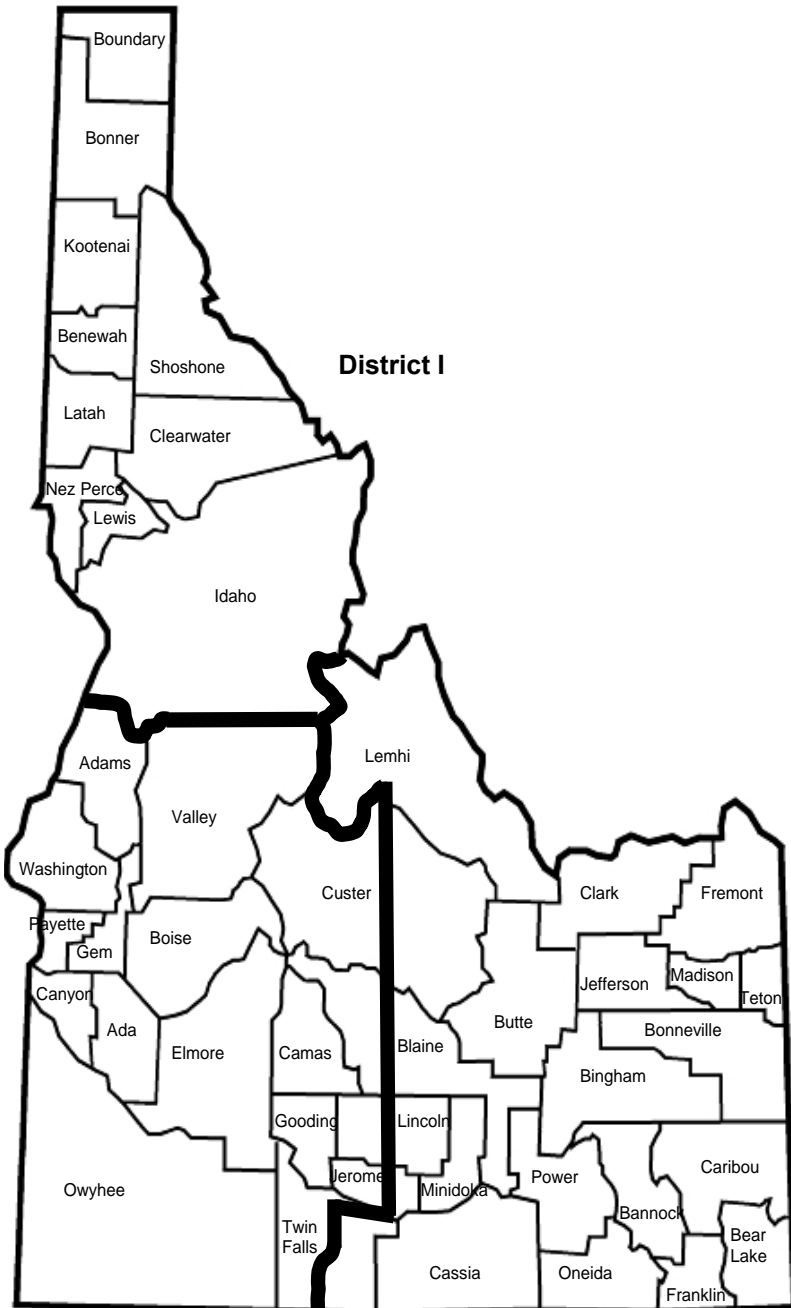 Boundary
Bonner
Kootenai
Benewah
Shoshone
District I
Latah
Clearwater
Nez Perce
Lewis
Idaho
Lemhi
Adams
Valley
Washington
Custer
Clark
Fremont
Payette
Gem
Boise
Jefferson
Madison
Teton
Canyon
Ada
Elmore
Camas
Blaine
Butte
Bonneville
Bingham
Gooding
Lincoln
Jerome
Minidoka
Power
Caribou
Owyhee
Bannock
Twin
Falls
Bear
Lake
Cassia
Oneida
Franklin